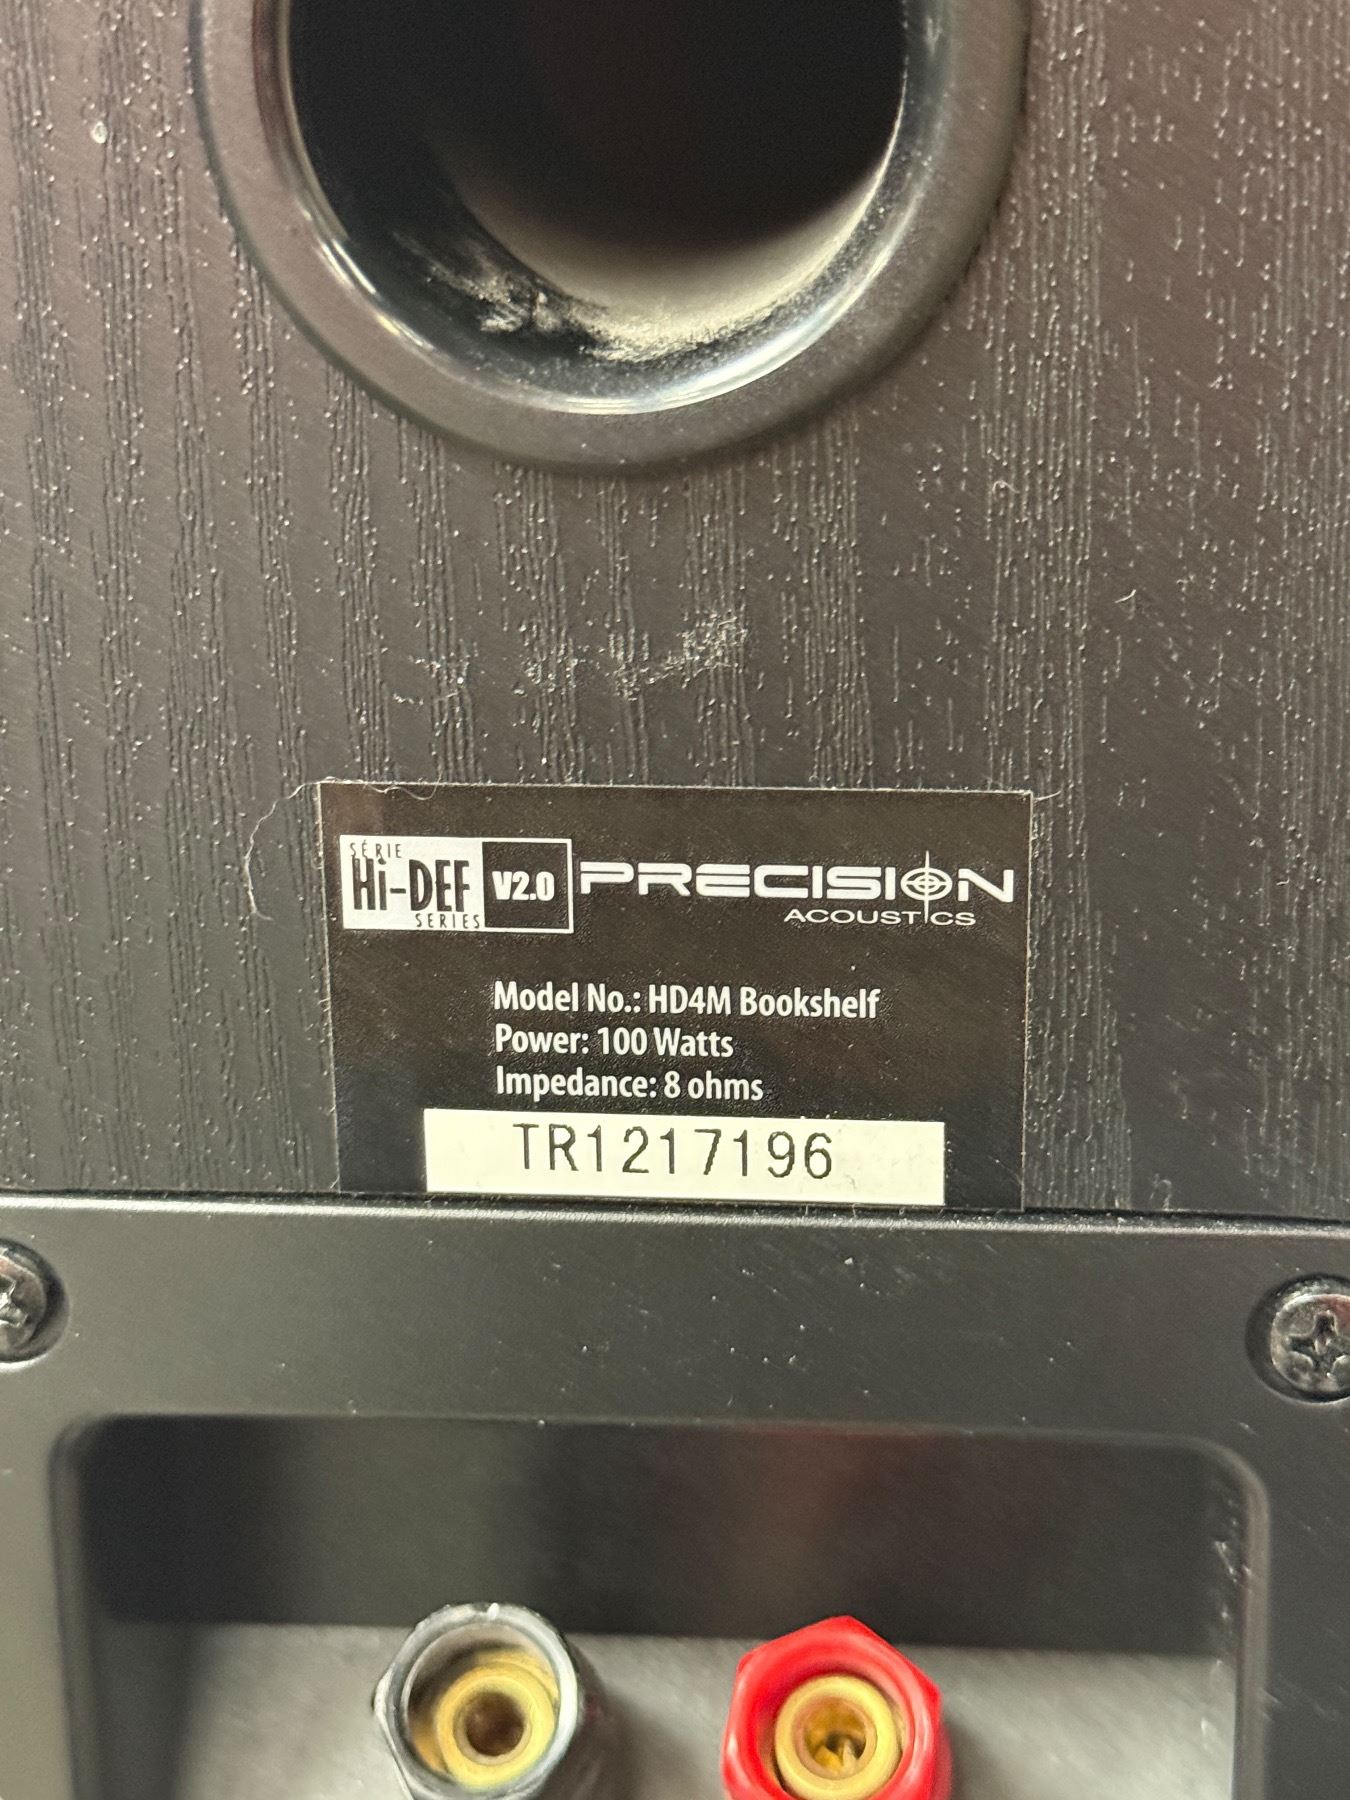 SÉRIE
Hi-DEF V2.0
SERIES
PRECISION
ACOUSTICS
Model No.: HD4M Bookshelf
Power: 100 Watts
Impedance: 8 ohms
TR1217196